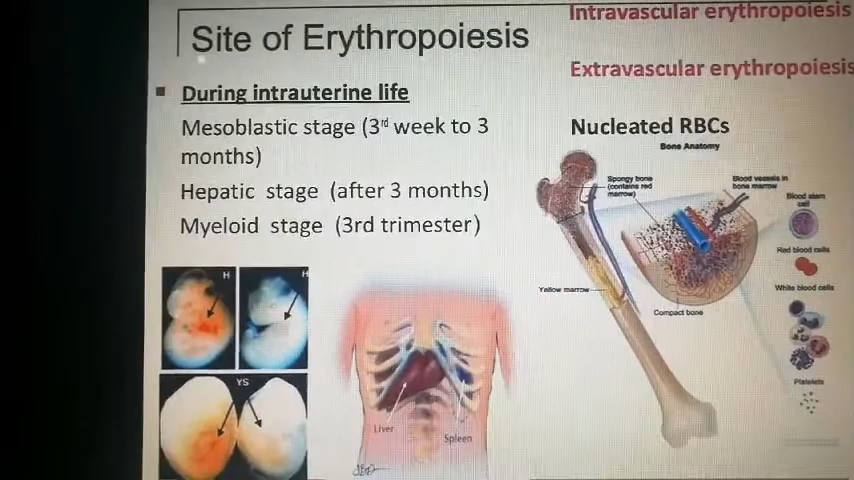 Site of Erythropoiesis
Intravascular erythropoiesis
Extravascular erythropoiesis
During intrauterine life
Mesoblastic stage (3rd week to 3
months)
Hepatic stage (after 3 months)
Myeloid stage (3rd trimester)
Nucleated RBCs
Bone Anatomy
Spongy bone
(contains red
marrow)
Blood vessels in
bone marrow
Blood stem
cell
Red blood cells
White blood cells
Yellow marrow
Compact bone
Platelets
H
H
YS
Liver
Spleen